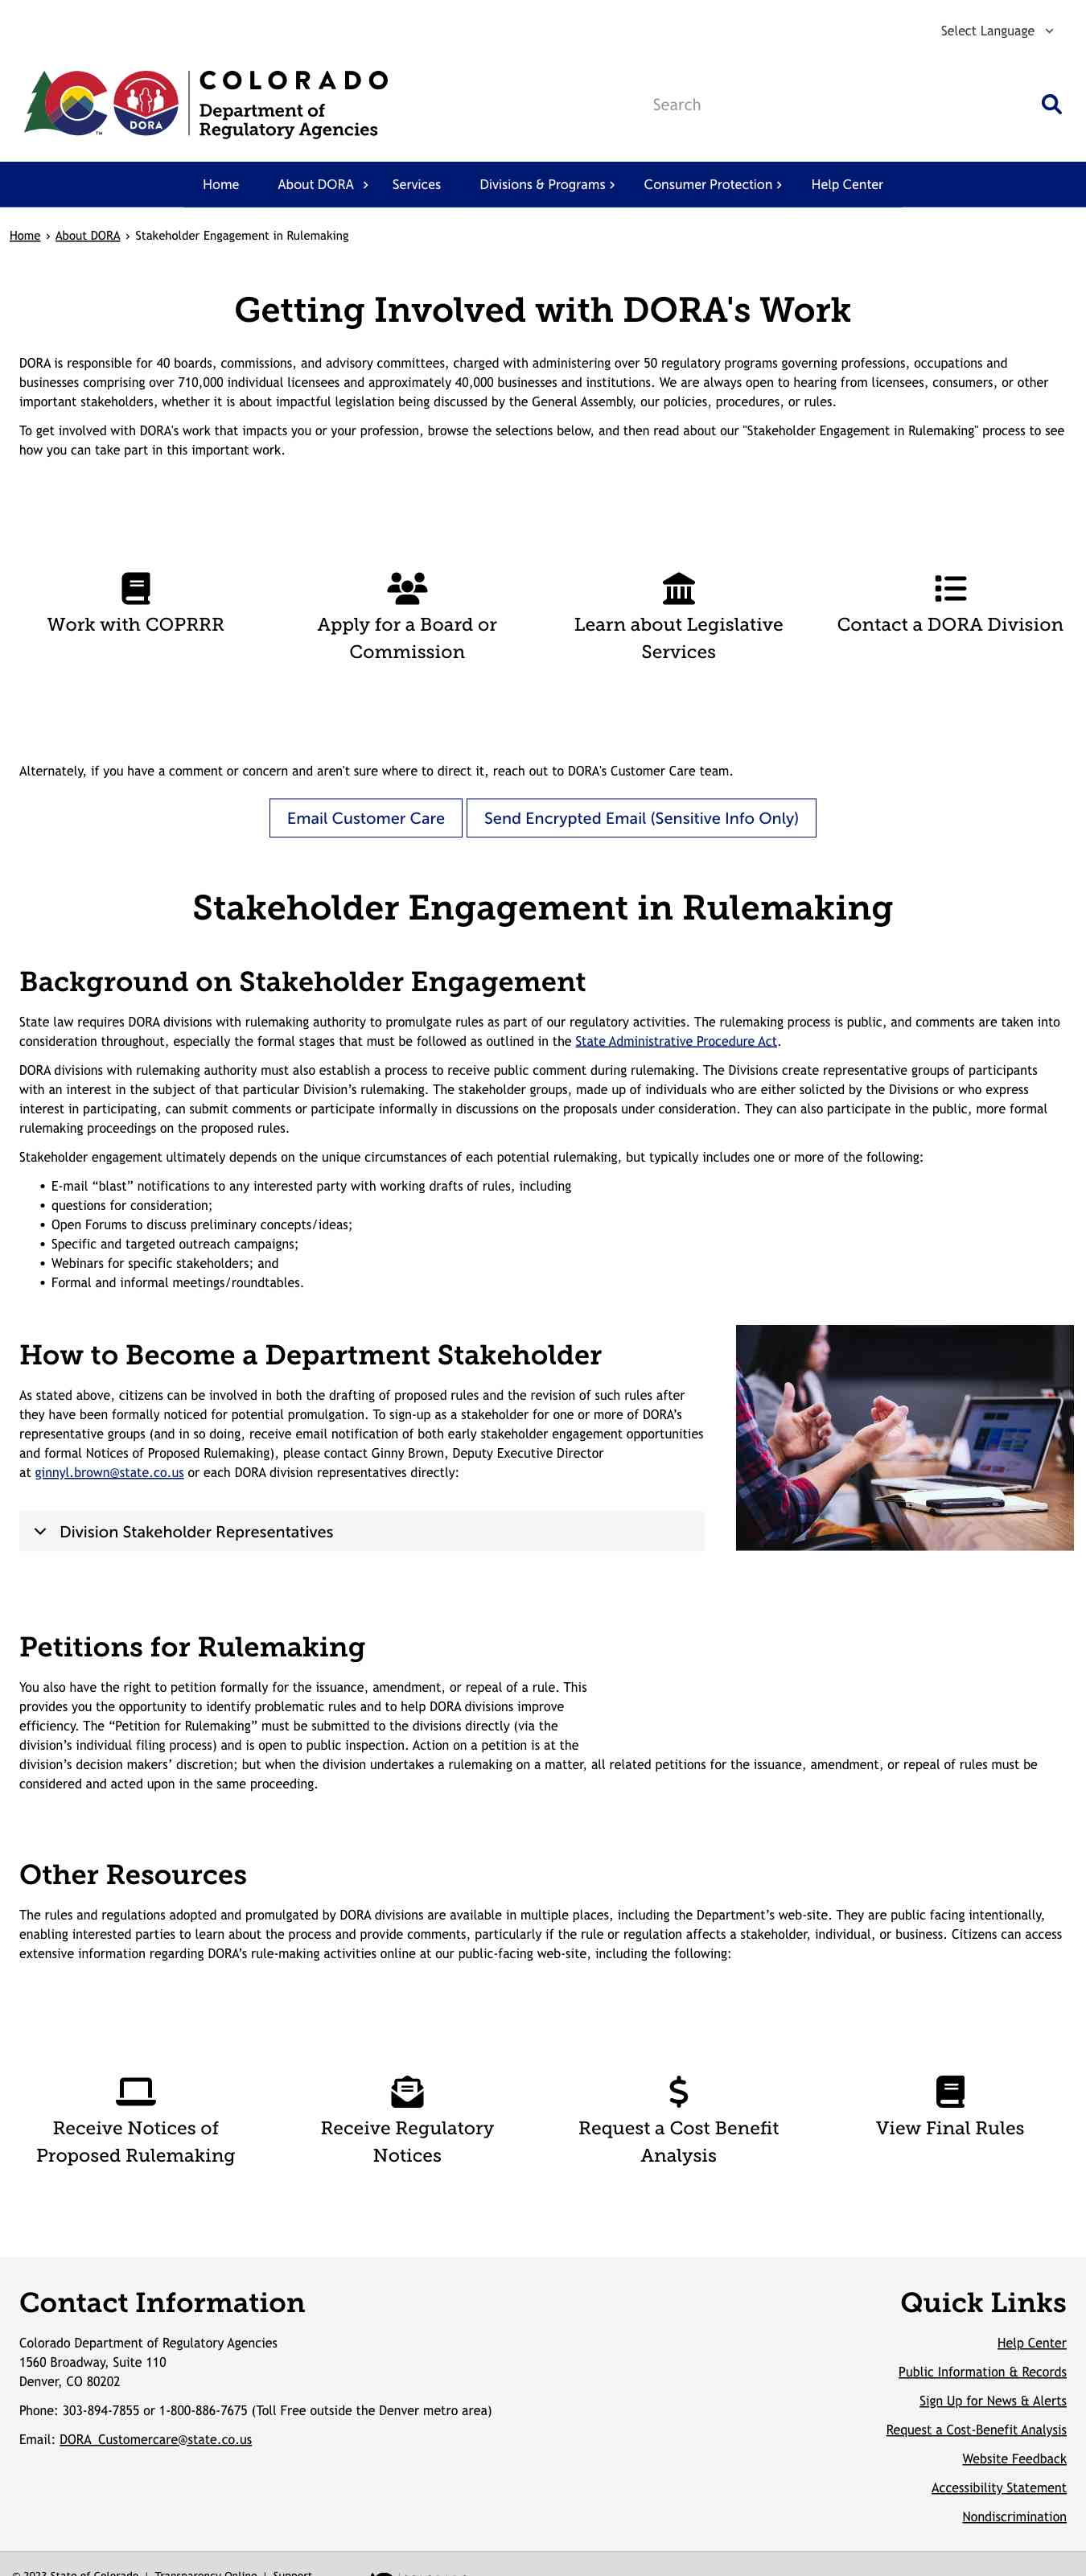 Select Language
COLORADO
Department of
Regulatory Agencies
DORA
TM
Search
Home About DORA Services Divisions & Programs Consumer Protection Help Center
Home › About DORA › Stakeholder Engagement in Rulemaking
Getting Involved with DORA's Work
DORA is responsible for 40 boards, commissions, and advisory committees, charged with administering over 50 regulatory programs governing professions, occupations and
businesses comprising over 710,000 individual licensees and approximately 40,000 businesses and institutions. We are always open to hearing from licensees, consumers, or other
important stakeholders, whether it is about impactful legislation being discussed by the General Assembly, our policies, procedures, or rules.
To get involved with DORA's work that impacts you or your profession, browse the selections below, and then read about our "Stakeholder Engagement in Rulemaking" process to see
how you can take part in this important work.
Work with COPRRR
Apply for a Board or
Commission
Learn about Legislative
Services
Contact a DORA Division
Alternately, if you have a comment or concern and aren't sure where to direct it, reach out to DORA's Customer Care team.
Email Customer Care
Send Encrypted Email (Sensitive Info Only)
Stakeholder Engagement in Rulemaking
Background on Stakeholder Engagement
State law requires DORA divisions with rulemaking authority to promulgate rules as part of our regulatory activities. The rulemaking process is public, and comments are taken into
consideration throughout, especially the formal stages that must be followed as outlined in the State Administrative Procedure Act.
DORA divisions with rulemaking authority must also establish a process to receive public comment during rulemaking. The Divisions create representative groups of participants
with an interest in the subject of that particular Division’s rulemaking. The stakeholder groups, made up of individuals who are either solicted by the Divisions or who express
interest in participating, can submit comments or participate informally in discussions on the proposals under consideration. They can also participate in the public, more formal
rulemaking proceedings on the proposed rules.
Stakeholder engagement ultimately depends on the unique circumstances of each potential rulemaking, but typically includes one or more of the following:
• E-mail “blast” notifications to any interested party with working drafts of rules, including
• questions for consideration;
• Open Forums to discuss preliminary concepts/ideas;
• Specific and targeted outreach campaigns;
• Webinars for specific stakeholders; and
• Formal and informal meetings/roundtables.
How to Become a Department Stakeholder
As stated above, citizens can be involved in both the drafting of proposed rules and the revision of such rules after
they have been formally noticed for potential promulgation. To sign-up as a stakeholder for one or more of DORA’s
representative groups (and in so doing, receive email notification of both early stakeholder engagement opportunities
and formal Notices of Proposed Rulemaking), please contact Ginny Brown, Deputy Executive Director
at ginnyl.brown@state.co.us or each DORA division representatives directly:
Division Stakeholder Representatives
Petitions for Rulemaking
You also have the right to petition formally for the issuance, amendment, or repeal of a rule. This
provides you the opportunity to identify problematic rules and to help DORA divisions improve
efficiency. The “Petition for Rulemaking” must be submitted to the divisions directly (via the
division’s individual filing process) and is open to public inspection. Action on a petition is at the
division’s decision makers’ discretion; but when the division undertakes a rulemaking on a matter, all related petitions for the issuance, amendment, or repeal of rules must be
considered and acted upon in the same proceeding.
Other Resources
The rules and regulations adopted and promulgated by DORA divisions are available in multiple places, including the Department’s web-site. They are public facing intentionally,
enabling interested parties to learn about the process and provide comments, particularly if the rule or regulation affects a stakeholder, individual, or business. Citizens can access
extensive information regarding DORA’s rule-making activities online at our public-facing web-site, including the following:
Receive Notices of
Proposed Rulemaking
Receive Regulatory
Notices
Request a Cost Benefit
Analysis
View Final Rules
Contact Information
Colorado Department of Regulatory Agencies
1560 Broadway, Suite 110
Denver, CO 80202
Phone: 303-894-7855 or 1-800-886-7675 (Toll Free outside the Denver metro area)
Email: DORA_Customercare@state.co.us
Quick Links
Help Center
Public Information & Records
Sign Up for News & Alerts
Request a Cost-Benefit Analysis
Website Feedback
Accessibility Statement
Nondiscrimination
© 2023 State of Colorado | Transparency Online | Support